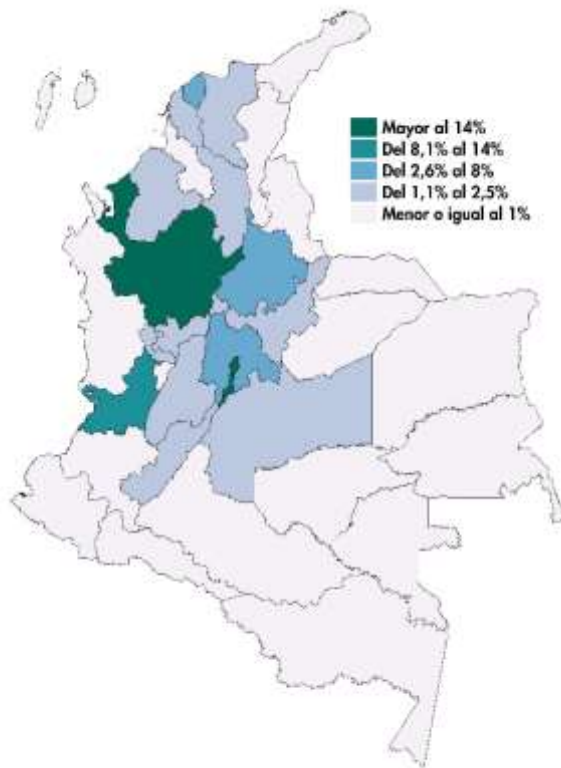 Mayor al 14%
Del 8,1% al 14%
Del 2,6% al 8%
Del 1,1% al 2,5%
Menor o igual al 1%